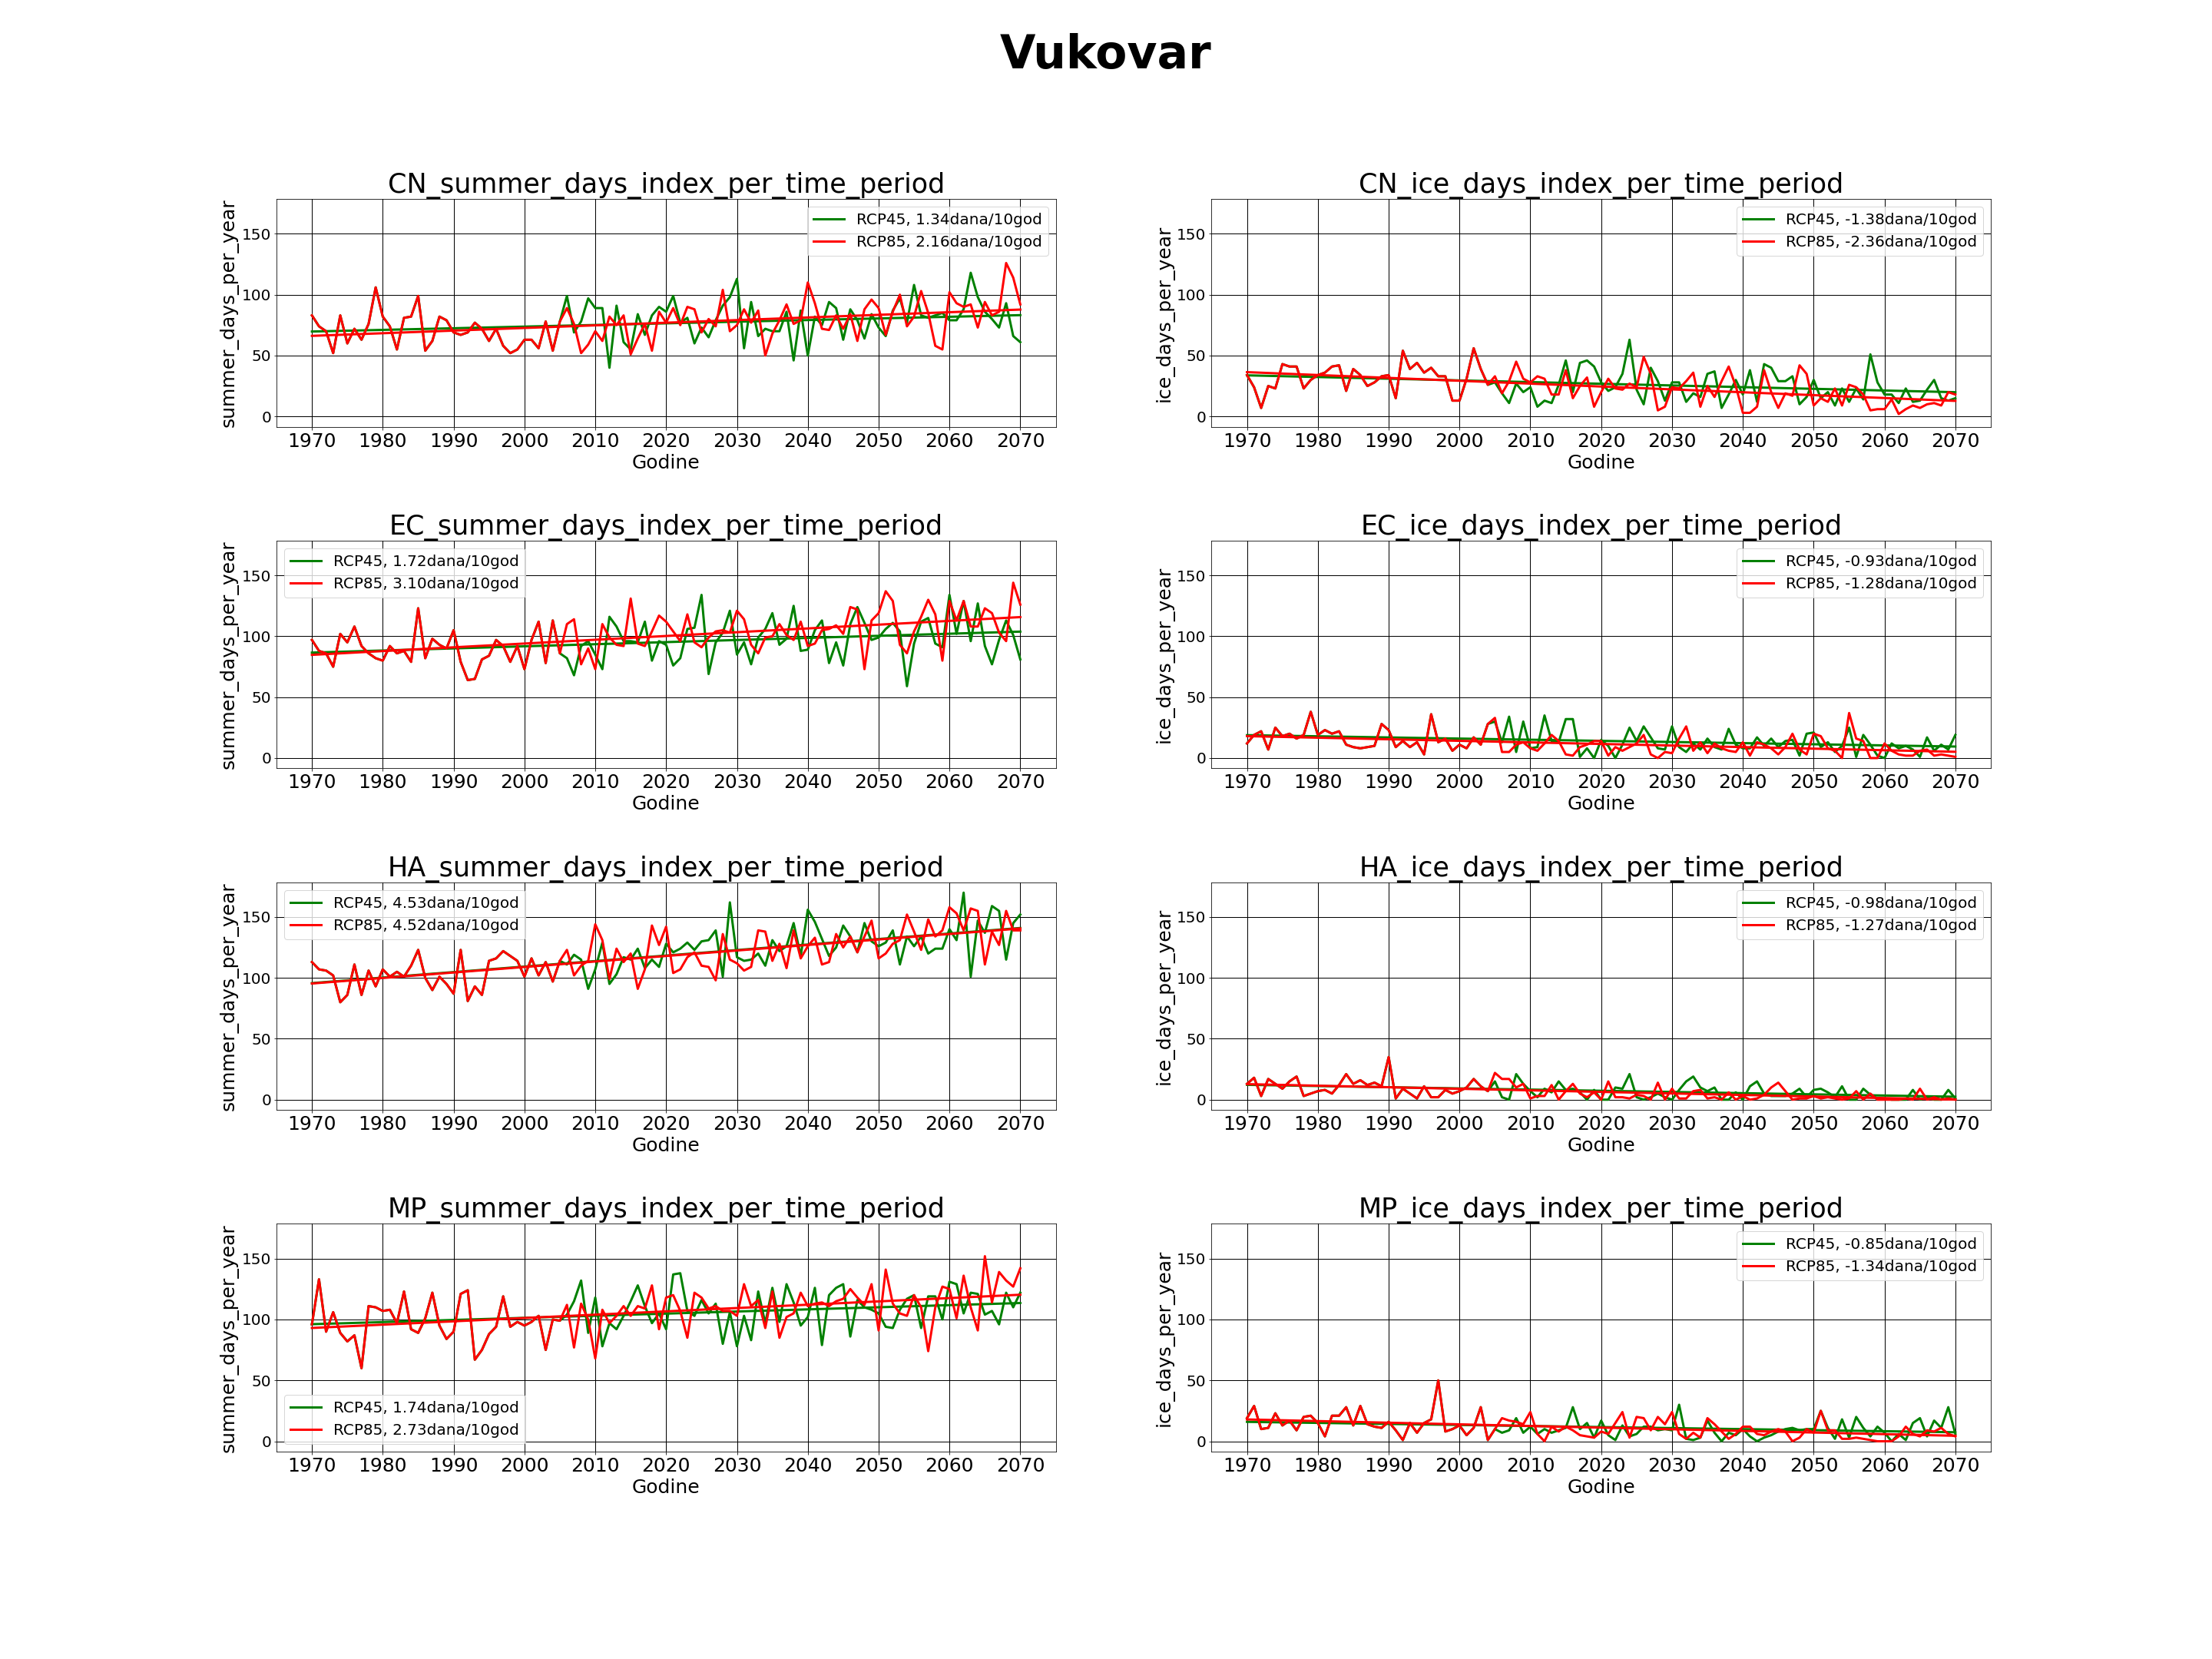 Vukovar
CN_summer_days_index_per_time_period
summer_days_per_year
150
100
50
0
RCP45, 1.34dana/10god
RCP85, 2.16dana/10god
1970 1980 1990 2000 2010 2020 2030 2040 2050 2060 2070
Godine
CN_ice_days_index_per_time_period
ice_days_per_year
150
100
50
0
RCP45, -1.38dana/10god
RCP85, -2.36dana/10god
1970 1980 1990 2000 2010 2020 2030 2040 2050 2060 2070
Godine
EC_summer_days_index_per_time_period
summer_days_per_year
150
100
50
0
RCP45, 1.72dana/10god
RCP85, 3.10dana/10god
1970 1980 1990 2000 2010 2020 2030 2040 2050 2060 2070
Godine
EC_ice_days_index_per_time_period
ice_days_per_year
150
100
50
0
RCP45, -0.93dana/10god
RCP85, -1.28dana/10god
1970 1980 1990 2000 2010 2020 2030 2040 2050 2060 2070
Godine
HA_summer_days_index_per_time_period
summer_days_per_year
150
100
50
0
RCP45, 4.53dana/10god
RCP85, 4.52dana/10god
1970 1980 1990 2000 2010 2020 2030 2040 2050 2060 2070
Godine
HA_ice_days_index_per_time_period
ice_days_per_year
150
100
50
0
RCP45, -0.98dana/10god
RCP85, -1.27dana/10god
1970 1980 1990 2000 2010 2020 2030 2040 2050 2060 2070
Godine
MP_summer_days_index_per_time_period
summer_days_per_year
150
100
50
0
RCP45, 1.74dana/10god
RCP85, 2.73dana/10god
1970 1980 1990 2000 2010 2020 2030 2040 2050 2060 2070
Godine
MP_ice_days_index_per_time_period
ice_days_per_year
150
100
50
0
RCP45, -0.85dana/10god
RCP85, -1.34dana/10god
1970 1980 1990 2000 2010 2020 2030 2040 2050 2060 2070
Godine